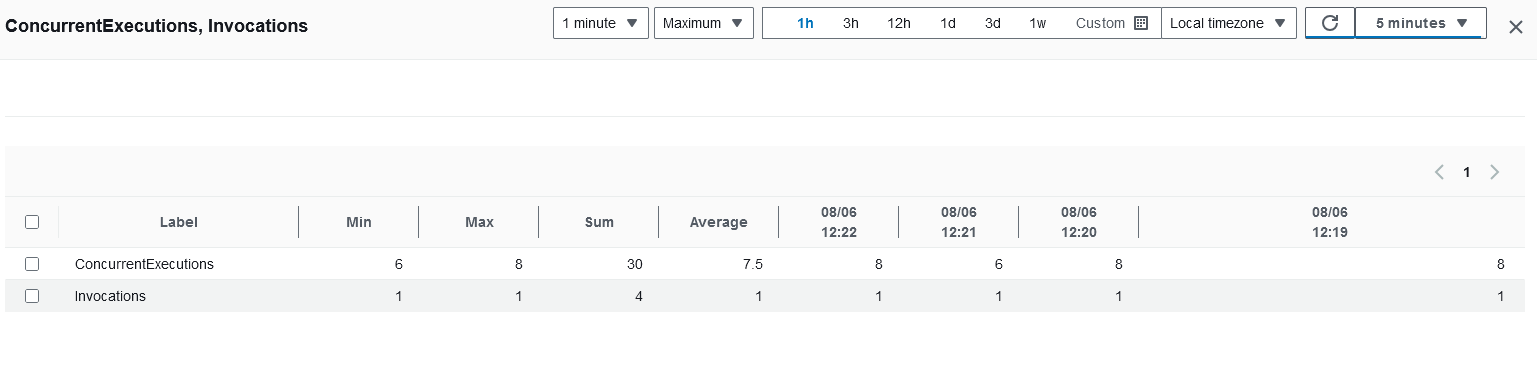 ConcurrentExecutions, Invocations
1 minute Maximum 1h 3h 12h 1d 3d 1w Custom Local timezone 5 minutes
1
Label Min Max Sum Average 08/06 12:22 08/06 12:21 08/06 12:20 08/06 12:19
ConcurrentExecutions 6 8 30 7.5 8 6 8 8
Invocations 1 1 4 1 1 1 1 1